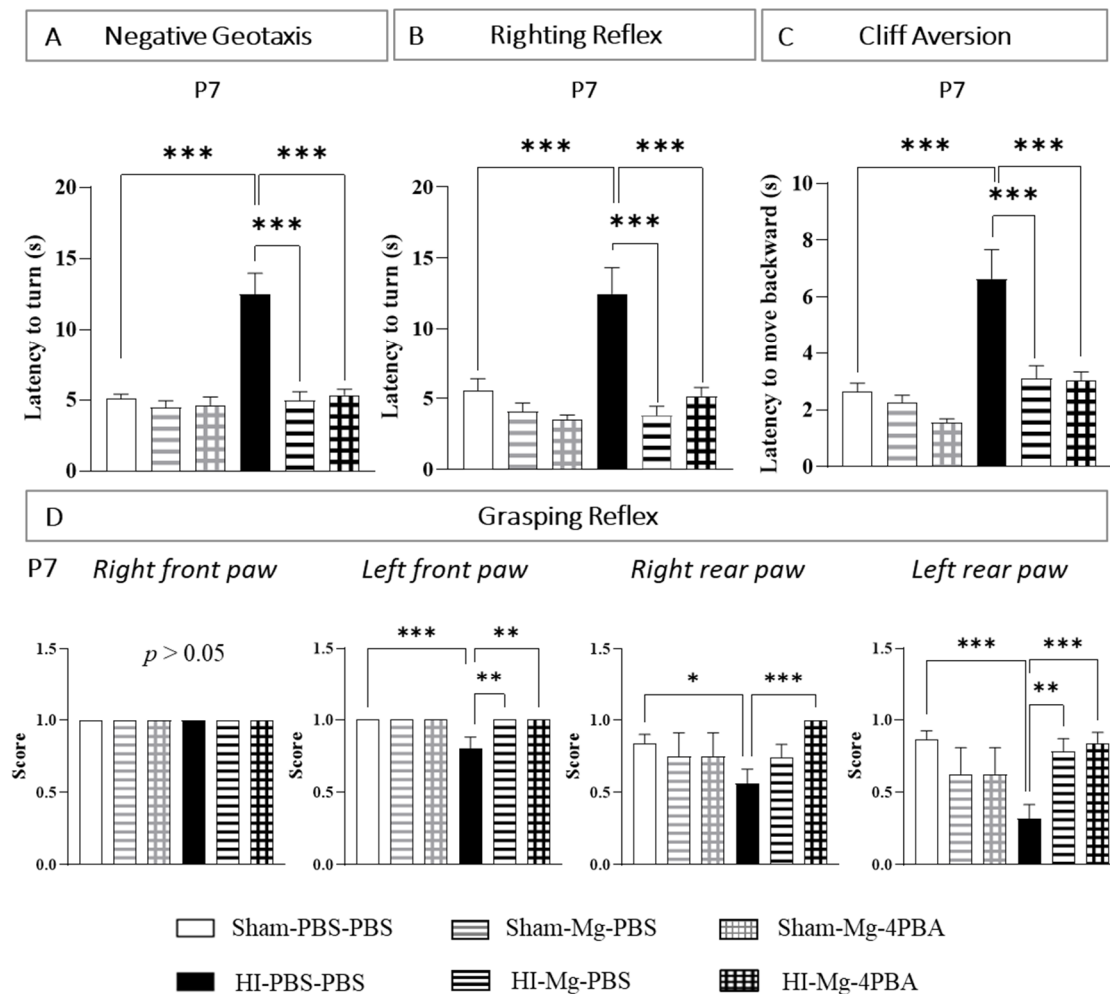 A Negative Geotaxis
B Righting Reflex
C Cliff Aversion
P7
P7
P7
*** ***
***
*** ***
***
*** ***
***
Latency to turn (s)
20
15
10
5
0
Latency to turn (s)
20
15
10
5
0
Latency to move backward (s)
10
8
6
4
2
0
D Grasping Reflex
P7 Right front paw
Left front paw
Right rear paw
Left rear paw
Score
1.5
1.0
0.5
0.0
p > 0.05
Score
1.5
1.0
0.5
0.0
*** **
**
Score
1.5
1.0
0.5
0.0
* ***
Score
1.5
1.0
0.5
0.0
*** ***
**
Sham-PBS-PBS
Sham-Mg-PBS
Sham-Mg-4PBA
HI-PBS-PBS
HI-Mg-PBS
HI-Mg-4PBA